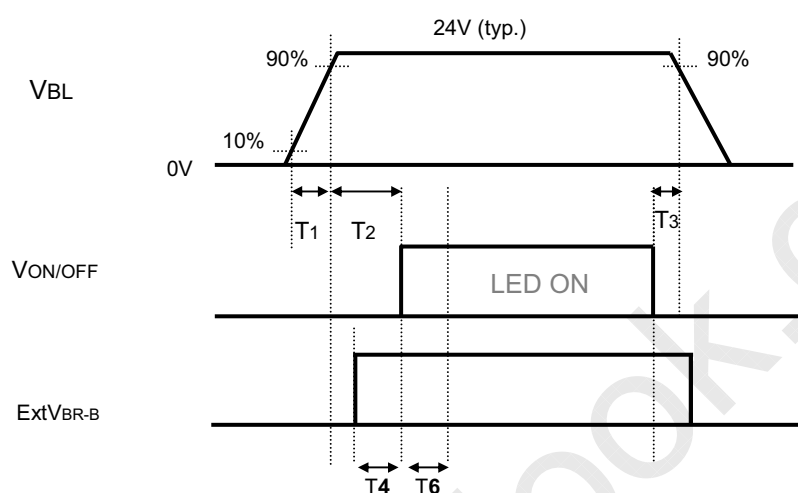 24V (typ.)
90%
90%
VBL
10%
0V
T1
T2
T3
VON/OFF
LED ON
ExtVBR-B
T4
T6